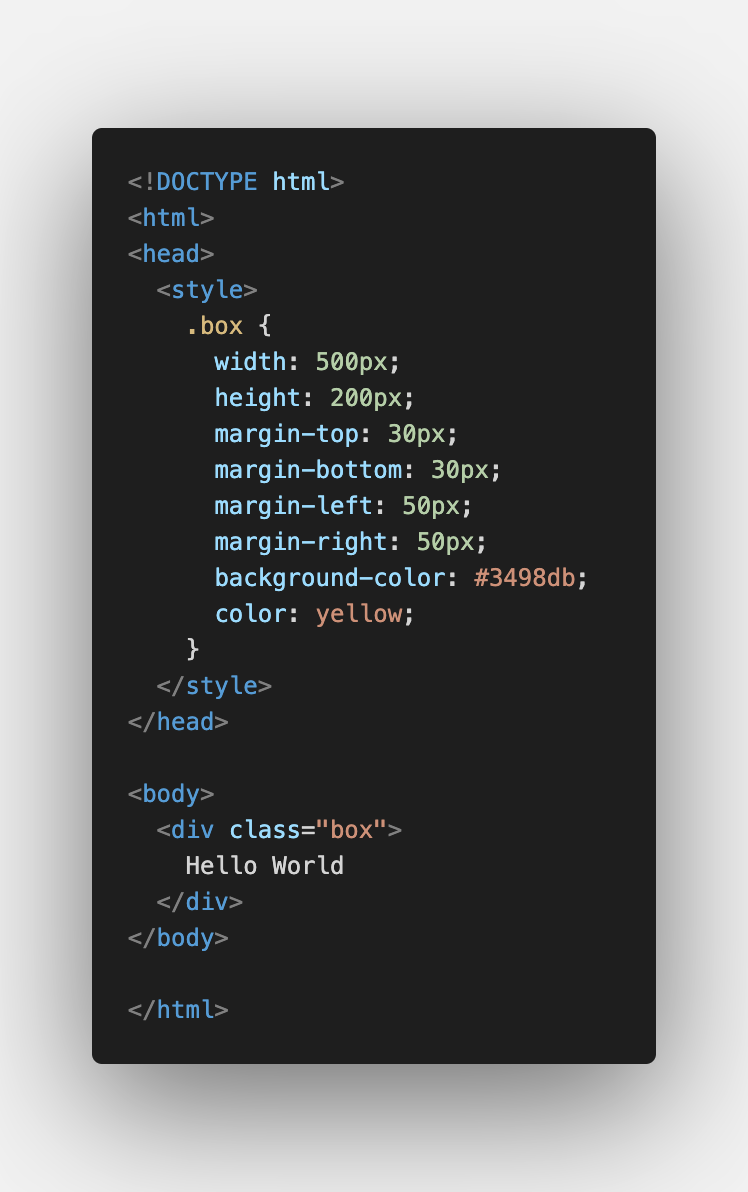 <!DOCTYPE html>
<html>
<head>
  <style>
    .box {
      width: 500px;
      height: 200px;
      margin-top: 30px;
      margin-bottom: 30px;
      margin-left: 50px;
      margin-right: 50px;
      background-color: #3498db;
      color: yellow;
    }
  </style>
</head>

<body>
  <div class="box">
    Hello World
  </div>
</body>

</html>